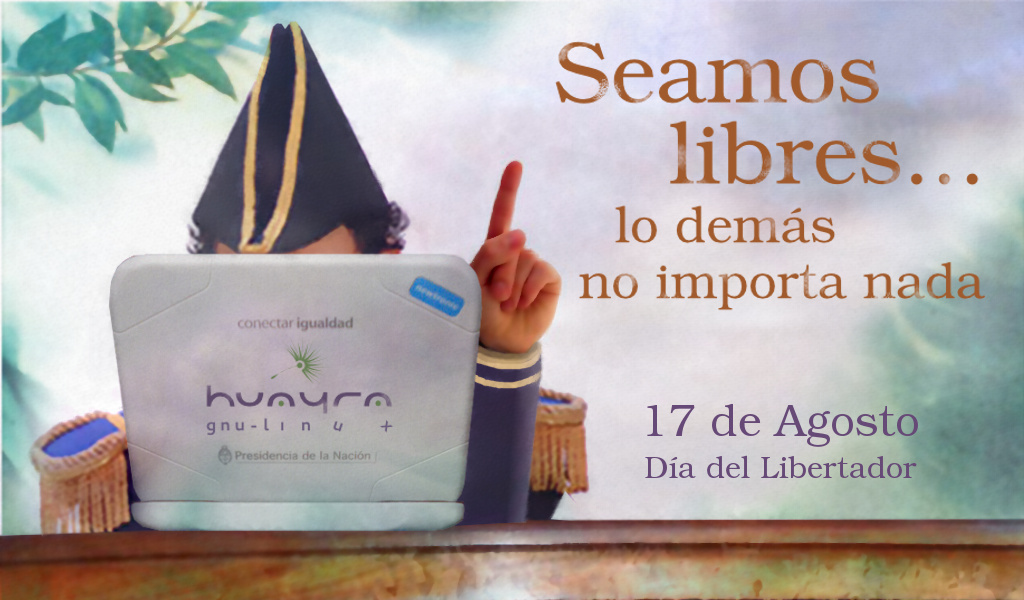 Seamos
libres...
lo demás
no importa nada
conectar igualdad
huayra
gnu-linux
Presidencia de la Nación
17 de Agosto
Día del Libertador